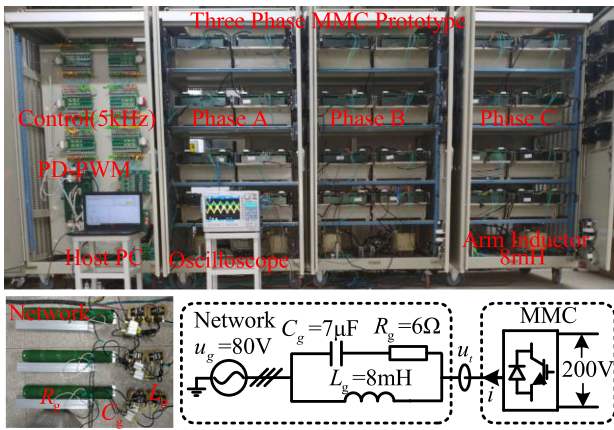 Three Phase MMC Prototype
Control(5kHz)
Phase A
Phase B
Phase C
PD-PWM
Host PC
Oscilloscope
Arm Inductor
8mH
Network
R_g
C_g
L_g
Network
u_g=80V
C_g=7μF
R_g=6Ω
L_g=8mH
u_t
i
MMC
200V